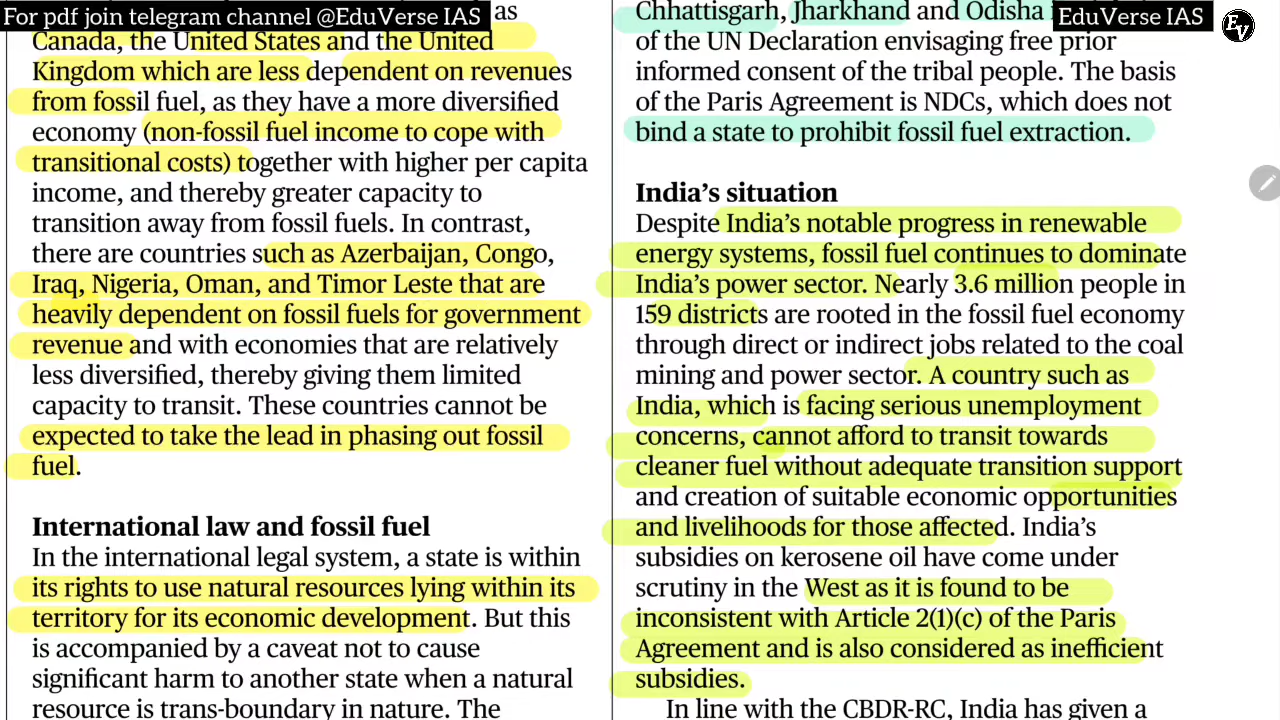 For pdf join telegram channel @EduVerse IAS
as
Canada, the United States and the United
Kingdom which are less dependent on revenues
from fossil fuel, as they have a more diversified
economy (non-fossil fuel income to cope with
transitional costs) together with higher per capita
income, and thereby greater capacity to
transition away from fossil fuels. In contrast,
there are countries such as Azerbaijan, Congo,
Iraq, Nigeria, Oman, and Timor Leste that are
heavily dependent on fossil fuels for government
revenue and with economies that are relatively
less diversified, thereby giving them limited
capacity to transit. These countries cannot be
expected to take the lead in phasing out fossil
fuel.
International law and fossil fuel
In the international legal system, a state is within
its rights to use natural resources lying within its
territory for its economic development. But this
is accompanied by a caveat not to cause
significant harm to another state when a natural
resource is trans-boundary in nature. The
EduVerse IAS
EV
Chhattisgarh, Jharkhand and Odisha
of the UN Declaration envisaging free prior
informed consent of the tribal people. The basis
of the Paris Agreement is NDCs, which does not
bind a state to prohibit fossil fuel extraction.
India's situation
Despite India's notable progress in renewable
energy systems, fossil fuel continues to dominate
India's power sector. Nearly 3.6 million people in
159 districts are rooted in the fossil fuel economy
through direct or indirect jobs related to the coal
mining and power sector. A country such as
India, which is facing serious unemployment
concerns, cannot afford to transit towards
cleaner fuel without adequate transition support
and creation of suitable economic opportunities
and livelihoods for those affected. India's
subsidies on kerosene oil have come under
scrutiny in the West as it is found to be
inconsistent with Article 2(1)(c) of the Paris
Agreement and is also considered as inefficient
subsidies.
In line with the CBDR-RC, India has given a